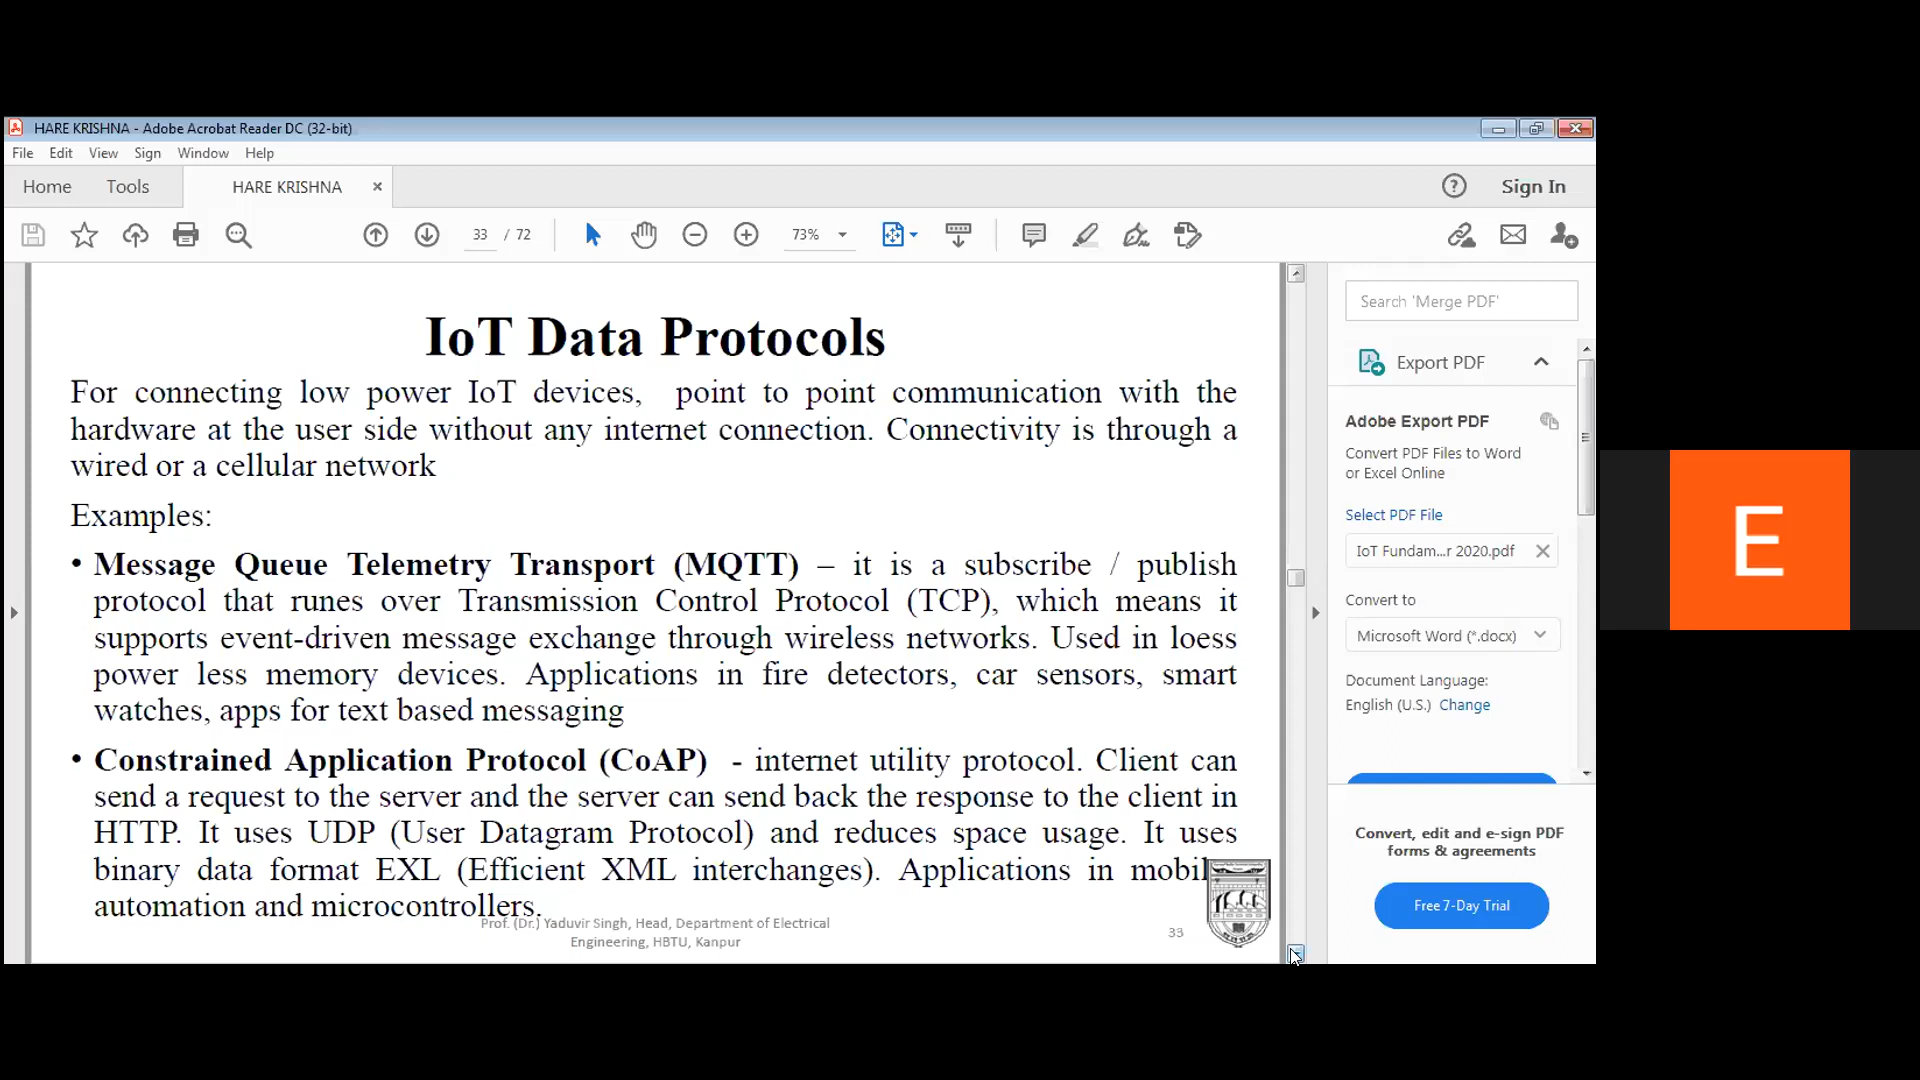 HARE KRISHNA - Adobe Acrobat Reader DC (32-bit)
File Edit View Sign Window Help
Home Tools HARE KRISHNA Sign In
33 / 72 73%
Search 'Merge PDF'
Export PDF
Adobe Export PDF
Convert PDF Files to Word
or Excel Online
Select PDF File
IoT Fundam...r 2020.pdf
Convert to
Microsoft Word (*.docx)
Document Language:
English (U.S.) Change
Convert, edit and e-sign PDF
forms & agreements
Free 7-Day Trial
IoT Data Protocols
For connecting low power IoT devices, point to point communication with the
hardware at the user side without any internet connection. Connectivity is through a
wired or a cellular network
Examples:
• Message Queue Telemetry Transport (MQTT) – it is a subscribe / publish
protocol that runes over Transmission Control Protocol (TCP), which means it
supports event-driven message exchange through wireless networks. Used in loess
power less memory devices. Applications in fire detectors, car sensors, smart
watches, apps for text based messaging
• Constrained Application Protocol (CoAP) - internet utility protocol. Client can
send a request to the server and the server can send back the response to the client in
HTTP. It uses UDP (User Datagram Protocol) and reduces space usage. It uses
binary data format EXL (Efficient XML interchanges). Applications in mobil
automation and microcontrollers.
Prof. (Dr.) Yaduvir Singh, Head, Department of Electrical
Engineering, HBTU, Kanpur
33
E